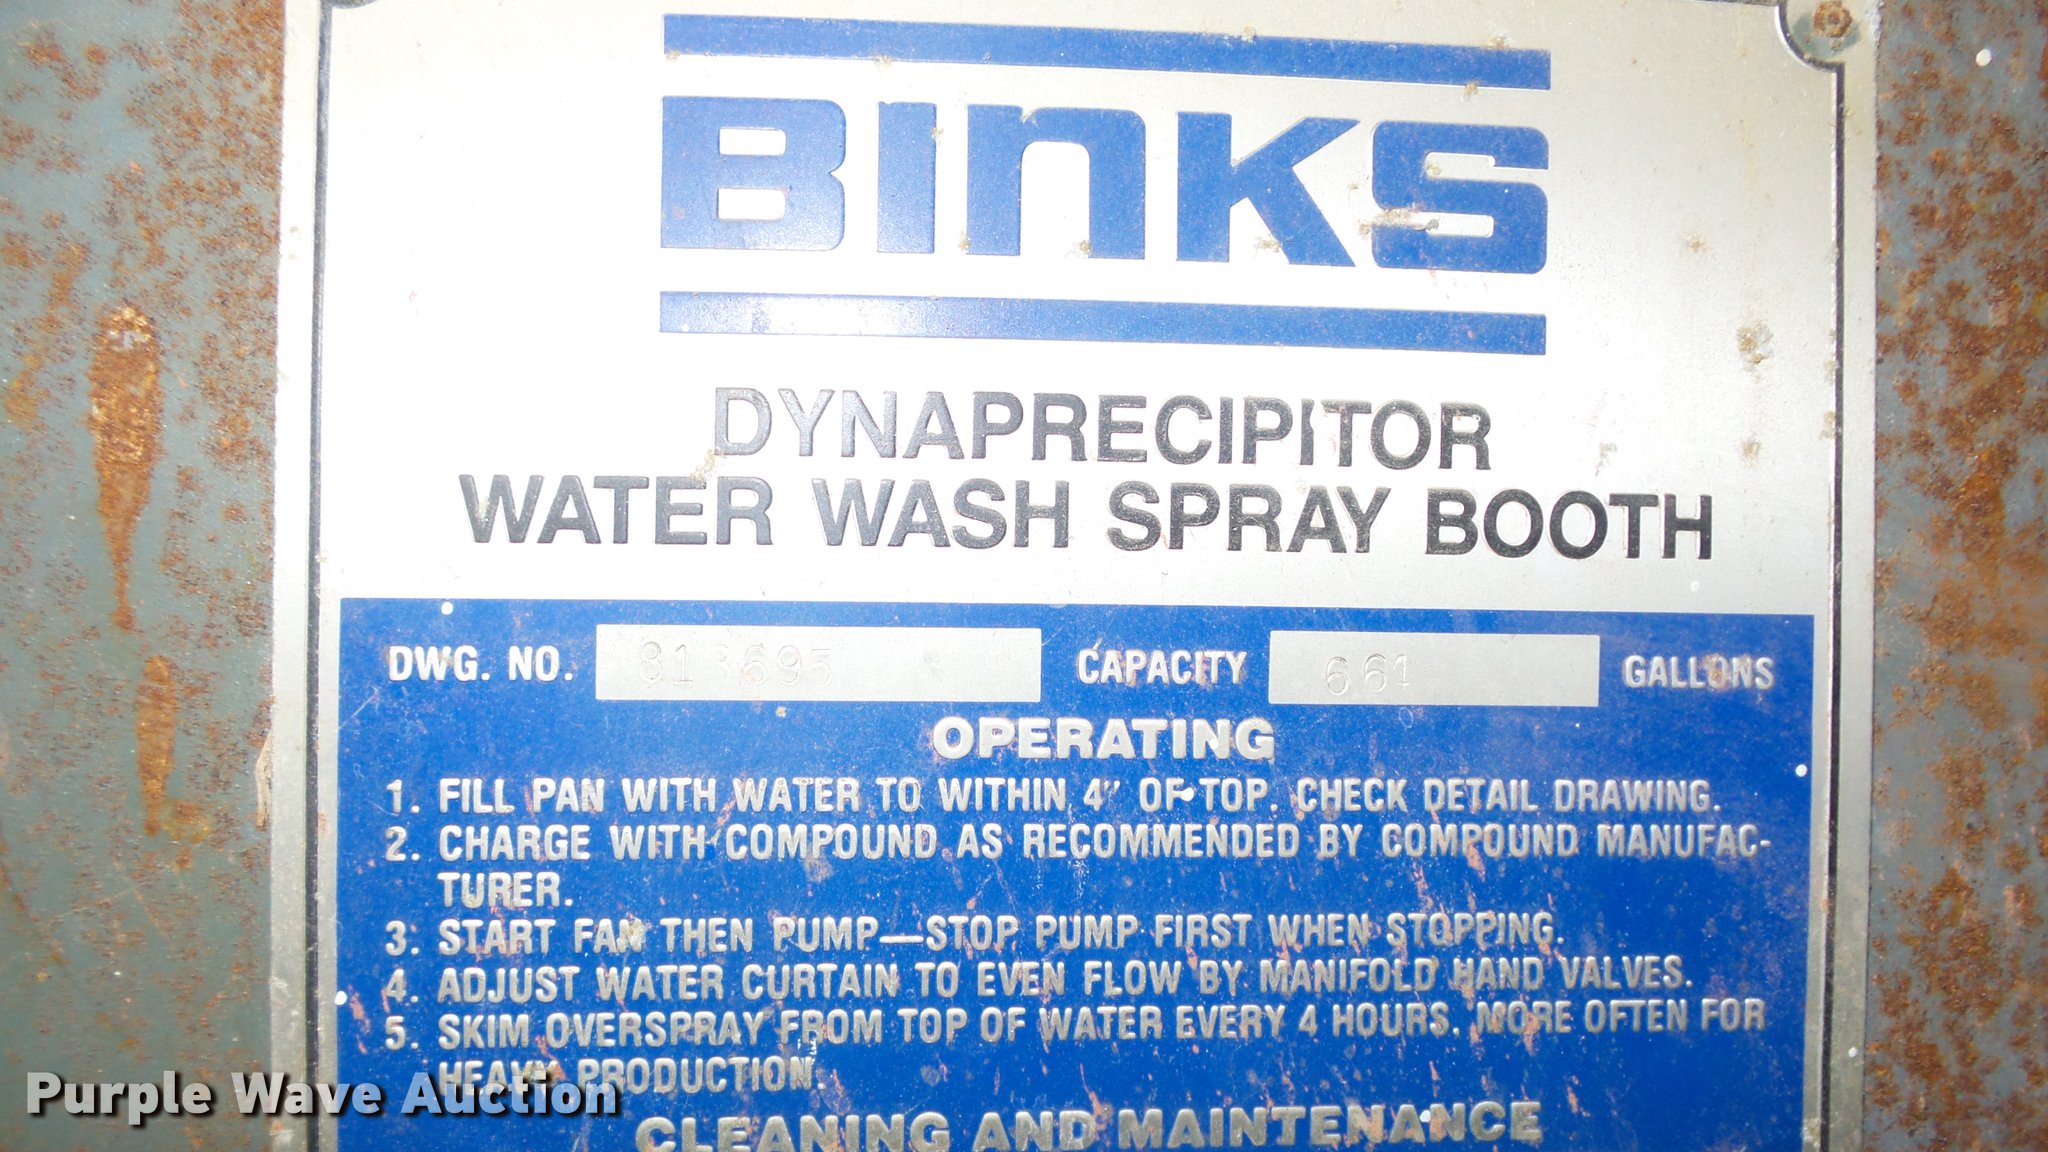 BINKS
DYNAPRECIPITOR
WATER WASH SPRAY BOOTH
DWG. NO. 813695 CAPACITY 661 GALLONS
OPERATING
1. FILL PAN WITH WATER TO WITHIN 4" OF TOP. CHECK DETAIL DRAWING.
2. CHARGE WITH COMPOUND AS RECOMMENDED BY COMPOUND MANUFAC-
TURER.
3. START FAN THEN PUMP—STOP PUMP FIRST WHEN STOPPING.
4. ADJUST WATER CURTAIN TO EVEN FLOW BY MANIFOLD HAND VALVES.
5. SKIM OVERSPRAY FROM TOP OF WATER EVERY 4 HOURS. MORE OFTEN FOR
HEAVY PRODUCTION.
CLEANING AND MAINTENANCE
Purple Wave Auction